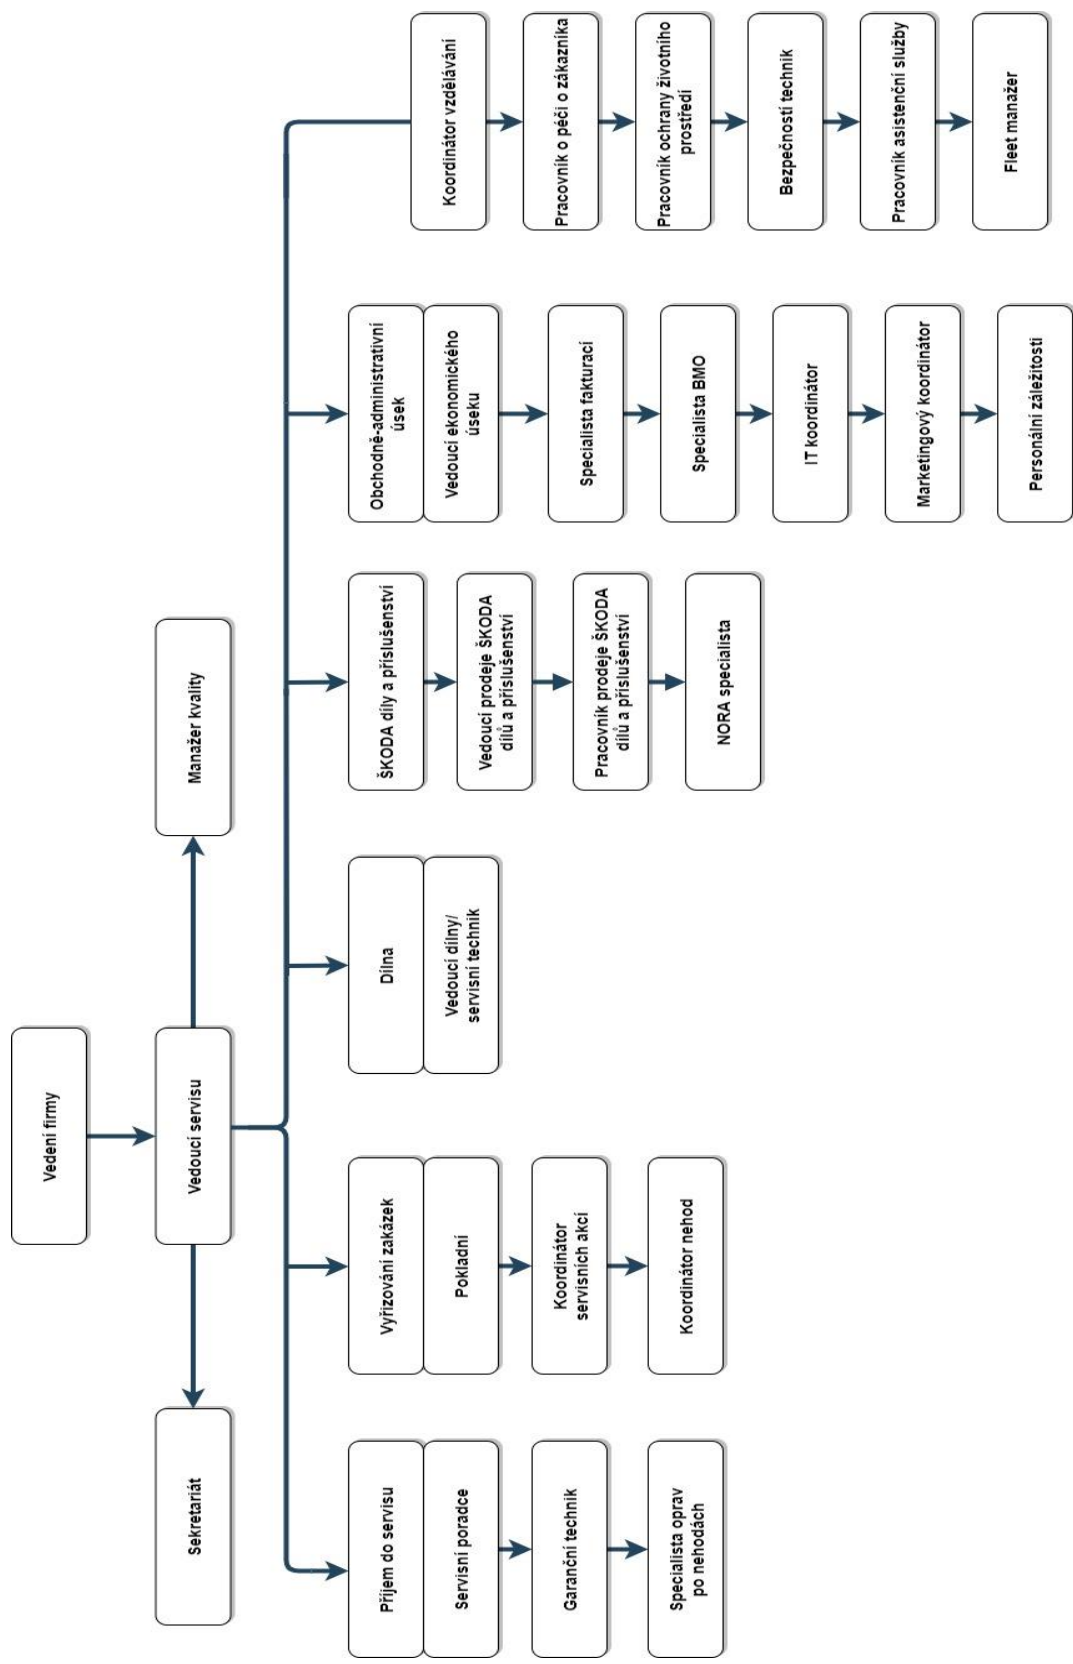 Vedení firmy
Sekretariát
Vedoucí servisu
Manažer kvality
Příjem do servisu
Servisní poradce
Garanční technik
Specialista oprav
po nehodách
Vyřizování zakázek
Pokladní
Koordinátor
servisních akcí
Koordinátor nehod
Dílna
Vedoucí dílny/
servisní technik
ŠKODA díly a příslušenství
Vedoucí prodeje ŠKODA
dílů a příslušenství
Pracovník prodeje ŠKODA
dílů a příslušenství
NORA specialista
Obchodně-administrativní
úsek
Vedoucí ekonomického
úseku
Specialista fakturací
Specialista BMO
IT koordinátor
Marketingový koordinátor
Personální záležitosti
Koordinátor vzdělávání
Pracovník o péči o zákazníka
Pracovník ochrany životního
prostředí
Bezpečností technik
Pracovník asistenční služby
Fleet manažer